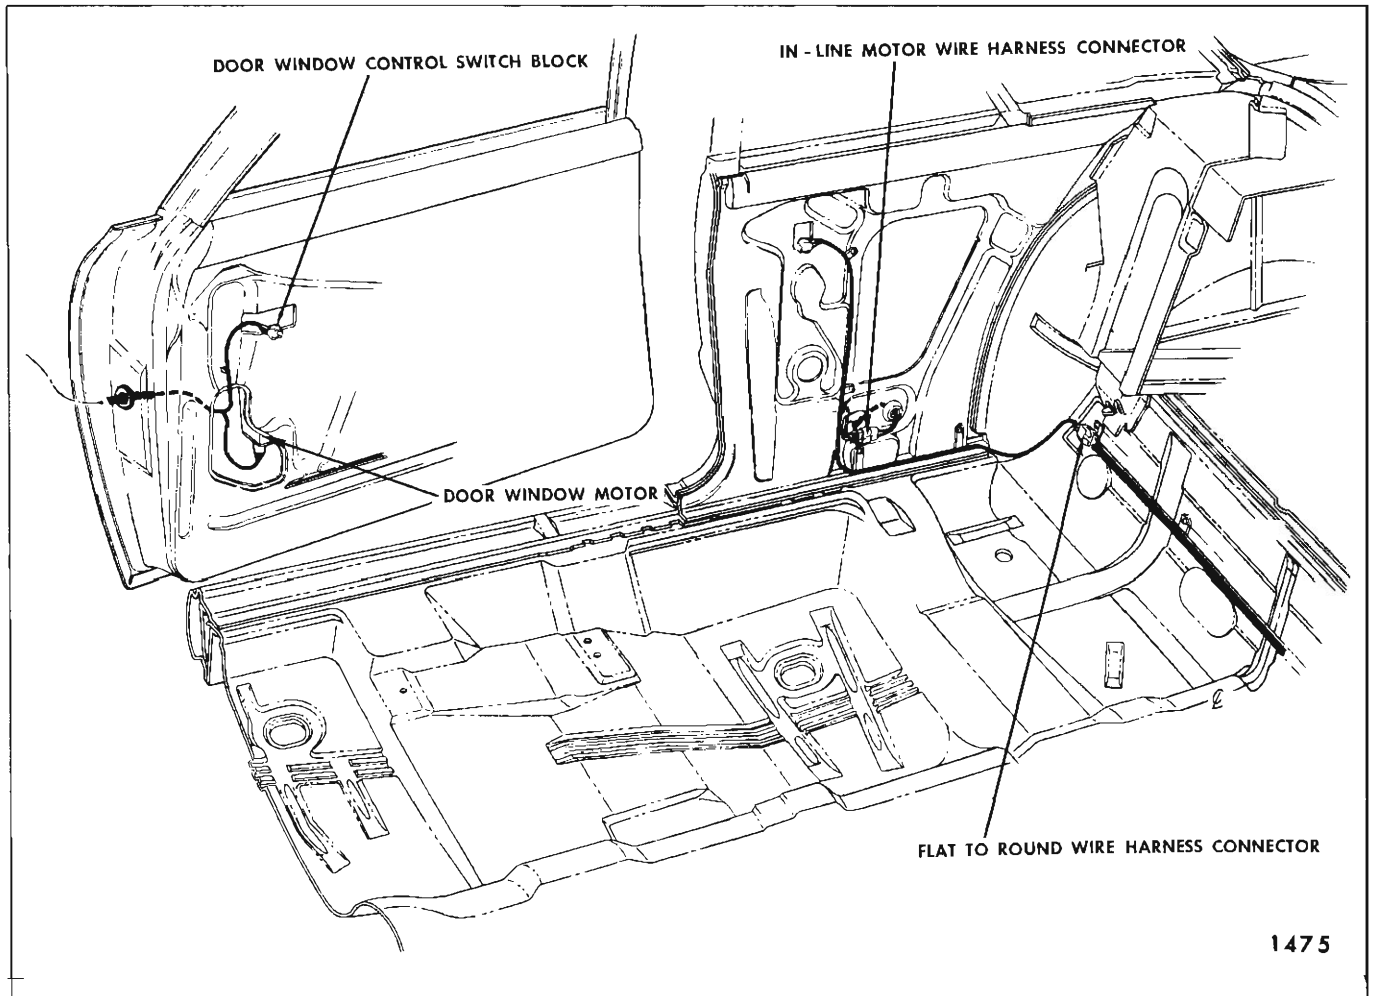 IN - LINE MOTOR WIRE HARNESS CONNECTOR
DOOR WINDOW CONTROL SWITCH BLOCK
DOOR WINDOW MOTOR
℄
FLAT TO ROUND WIRE HARNESS CONNECTOR
1475